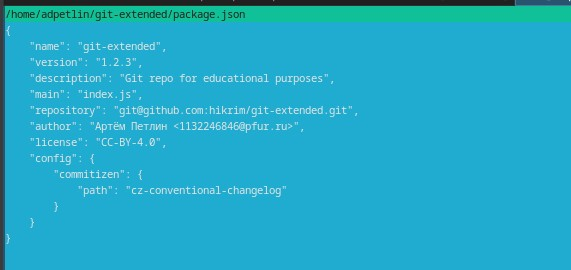 /home/adpetlin/git-extended/package.json
{
    "name": "git-extended",
    "version": "1.2.3",
    "description": "Git repo for educational purposes",
    "main": "index.js",
    "repository": "git@github.com:hikrim/git-extended.git",
    "author": "Артём Петлин <1132246846@pfur.ru>",
    "license": "CC-BY-4.0",
    "config": {
        "commitizen": {
            "path": "cz-conventional-changelog"
        }
    }
}